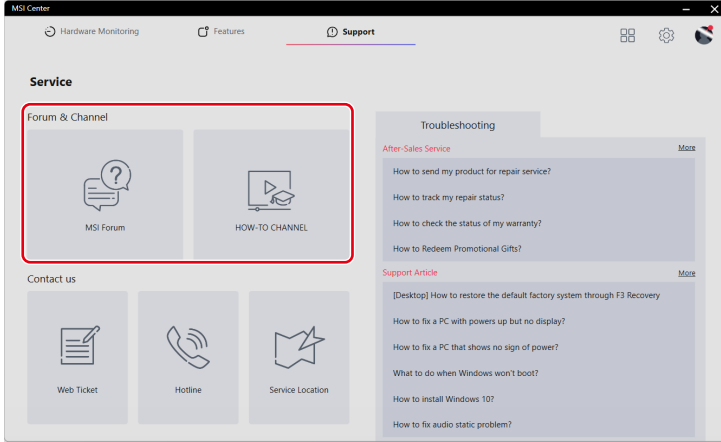 MSI Center
Hardware Monitoring
Features
Support
Service
Forum & Channel
MSI Forum
HOW-TO CHANNEL
Contact us
Web Ticket
Hotline
Service Location
Troubleshooting
After-Sales Service
More
How to send my product for repair service?
How to track my repair status?
How to check the status of my warranty?
How to Redeem Promotional Gifts?
Support Article
More
[Desktop] How to restore the default factory system through F3 Recovery
How to fix a PC with powers up but no display?
How to fix a PC that shows no sign of power?
What to do when Windows won't boot?
How to install Windows 10?
How to fix audio static problem?